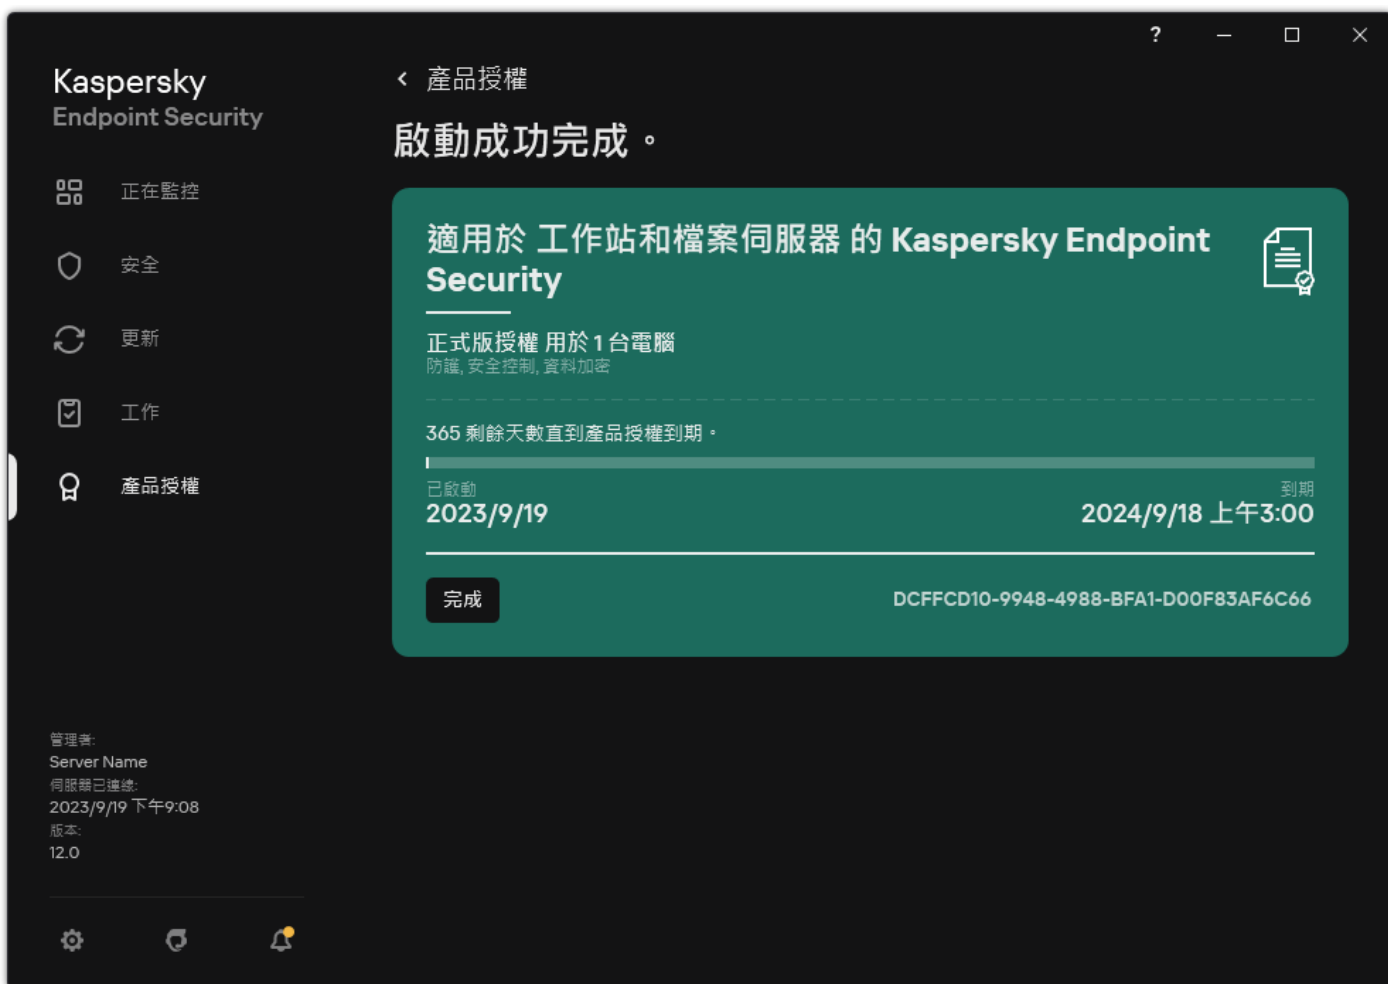 ?
Kaspersky
Endpoint Security
正在監控
安全
更新
工作
產品授權
產品授權
啟動成功完成。
適用於 工作站和檔案伺服器 的 Kaspersky Endpoint
Security
正式版授權 用於 1 台電腦
防護, 安全控制, 資料加密
365 剩餘天數直到產品授權到期。
已啟動
到期
2023/9/19
2024/9/18 上午3:00
完成
DCFFCD10-9948-4988-BFA1-D00F83AF6C66
管理者:
Server Name
伺服器已連線:
2023/9/19 下午9:08
版本:
12.0